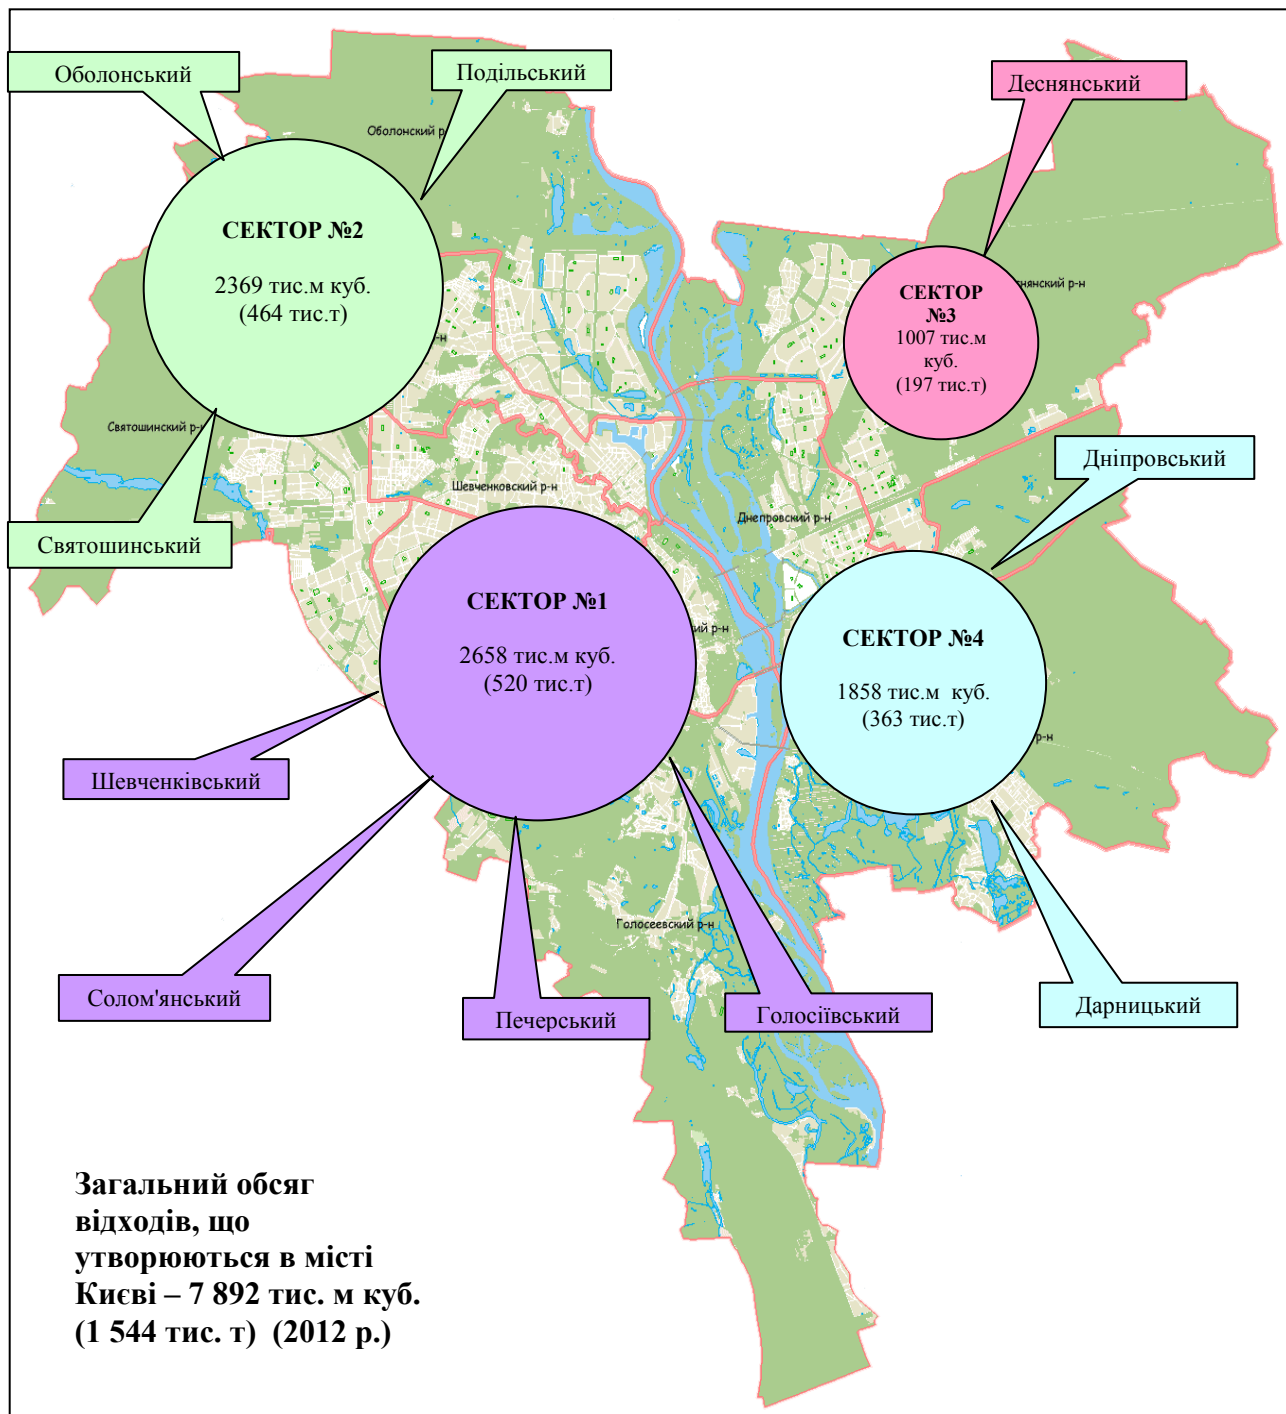 Оболонський
Подільський
Деснянський
Оболонский р
СЕКТОР №2
2369 тис.м куб.
(464 тис.т)
нянский р-н
СЕКТОР
№3
1007 тис.м
куб.
(197 тис.т)
-н
Святошинский р-н
Дніпровський
Шевченковский р-н
Днепровский р-н
Святошинський
СЕКТОР №1
2658 тис.м куб.
(520 тис.т)
кий р-н
СЕКТОР №4
1858 тис.м куб.
(363 тис.т)
р-н
Шевченківський
Голосеевский р-н
Солом'янський
Печерський
Голосіївський
Дарницький
Загальний обсяг
відходів, що
утворюються в місті
Києві – 7 892 тис. м куб.
(1 544 тис. т) (2012 р.)